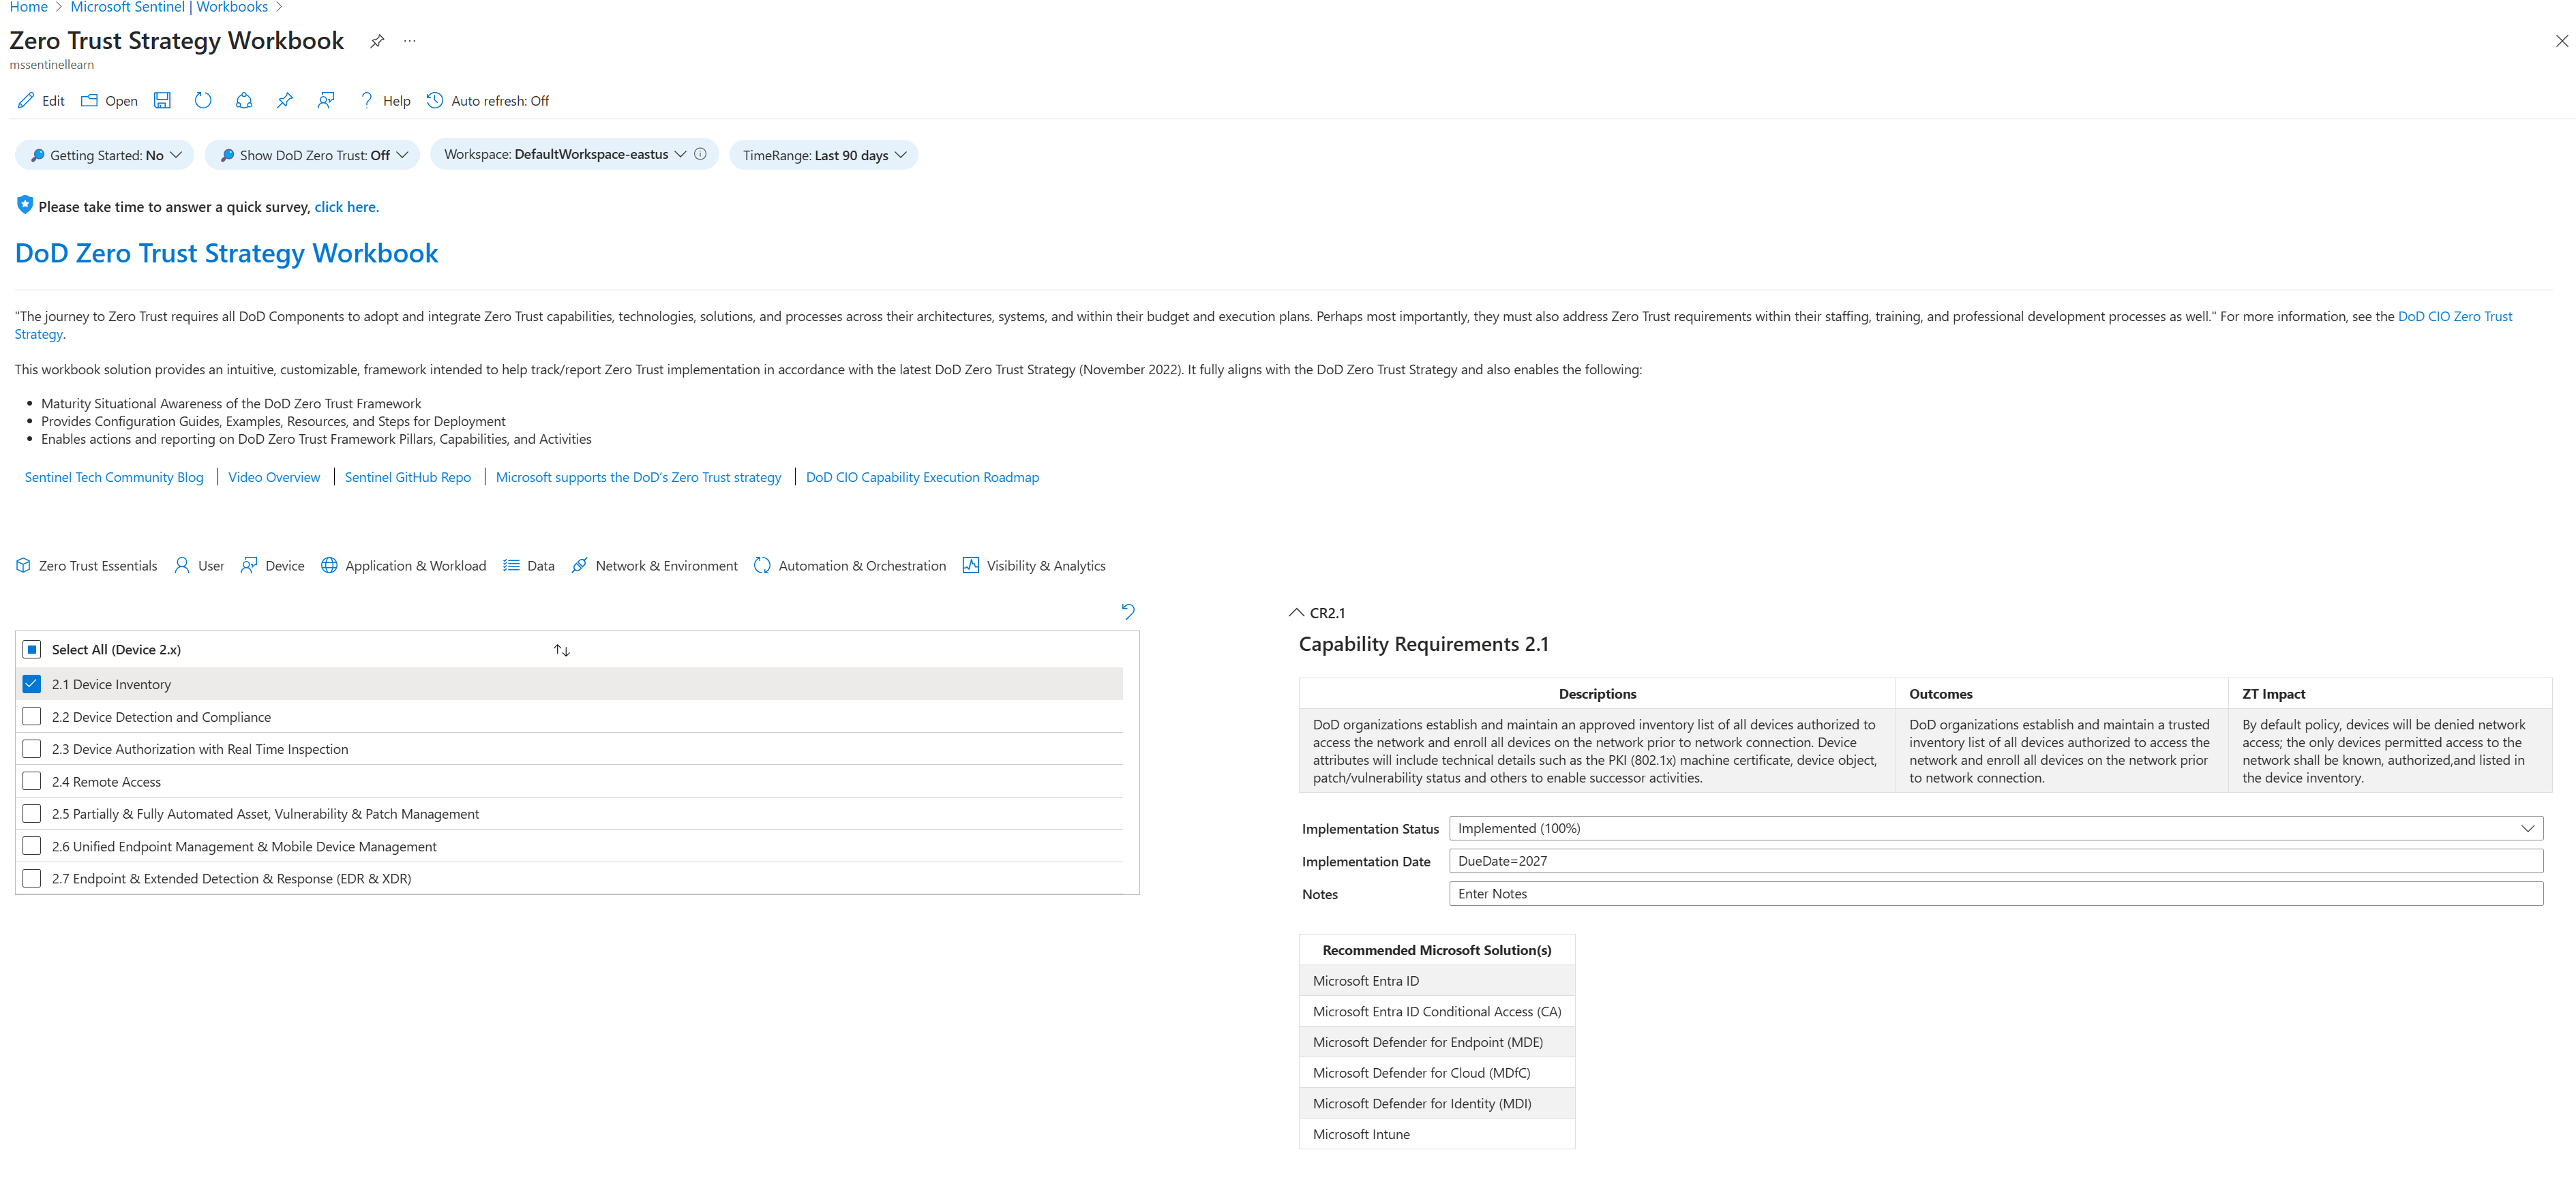 Home > Microsoft Sentinel | Workbooks >
Zero Trust Strategy Workbook
mssentinellearn
Edit Open Help Auto refresh: Off
Getting Started: No Show DoD Zero Trust: Off Workspace: DefaultWorkspace-eastus TimeRange: Last 90 days
Please take time to answer a quick survey, click here.
DoD Zero Trust Strategy Workbook
"The journey to Zero Trust requires all DoD Components to adopt and integrate Zero Trust capabilities, technologies, solutions, and processes across their architectures, systems, and within their budget and execution plans. Perhaps most importantly, they must also address Zero Trust requirements within their staffing, training, and professional development processes as well." For more information, see the DoD CIO Zero Trust
Strategy.
This workbook solution provides an intuitive, customizable, framework intended to help track/report Zero Trust implementation in accordance with the latest DoD Zero Trust Strategy (November 2022). It fully aligns with the DoD Zero Trust Strategy and also enables the following:
• Maturity Situational Awareness of the DoD Zero Trust Framework
• Provides Configuration Guides, Examples, Resources, and Steps for Deployment
• Enables actions and reporting on DoD Zero Trust Framework Pillars, Capabilities, and Activities
Sentinel Tech Community Blog | Video Overview | Sentinel GitHub Repo | Microsoft supports the DoD's Zero Trust strategy | DoD CIO Capability Execution Roadmap
Zero Trust Essentials User Device Application & Workload Data Network & Environment Automation & Orchestration Visibility & Analytics
Select All (Device 2.x)
2.1 Device Inventory
2.2 Device Detection and Compliance
2.3 Device Authorization with Real Time Inspection
2.4 Remote Access
2.5 Partially & Fully Automated Asset, Vulnerability & Patch Management
2.6 Unified Endpoint Management & Mobile Device Management
2.7 Endpoint & Extended Detection & Response (EDR & XDR)
CR2.1
Capability Requirements 2.1
Descriptions
DoD organizations establish and maintain an approved inventory list of all devices authorized to
access the network and enroll all devices on the network prior to network connection. Device
attributes will include technical details such as the PKI (802.1x) machine certificate, device object,
patch/vulnerability status and others to enable successor activities.
Outcomes
DoD organizations establish and maintain a trusted
inventory list of all devices authorized to access the
network and enroll all devices on the network prior
to network connection.
ZT Impact
By default policy, devices will be denied network
access; the only devices permitted access to the
network shall be known, authorized,and listed in
the device inventory.
Implementation Status Implemented (100%)
Implementation Date DueDate=2027
Notes Enter Notes
Recommended Microsoft Solution(s)
Microsoft Entra ID
Microsoft Entra ID Conditional Access (CA)
Microsoft Defender for Endpoint (MDE)
Microsoft Defender for Cloud (MDfC)
Microsoft Defender for Identity (MDI)
Microsoft Intune